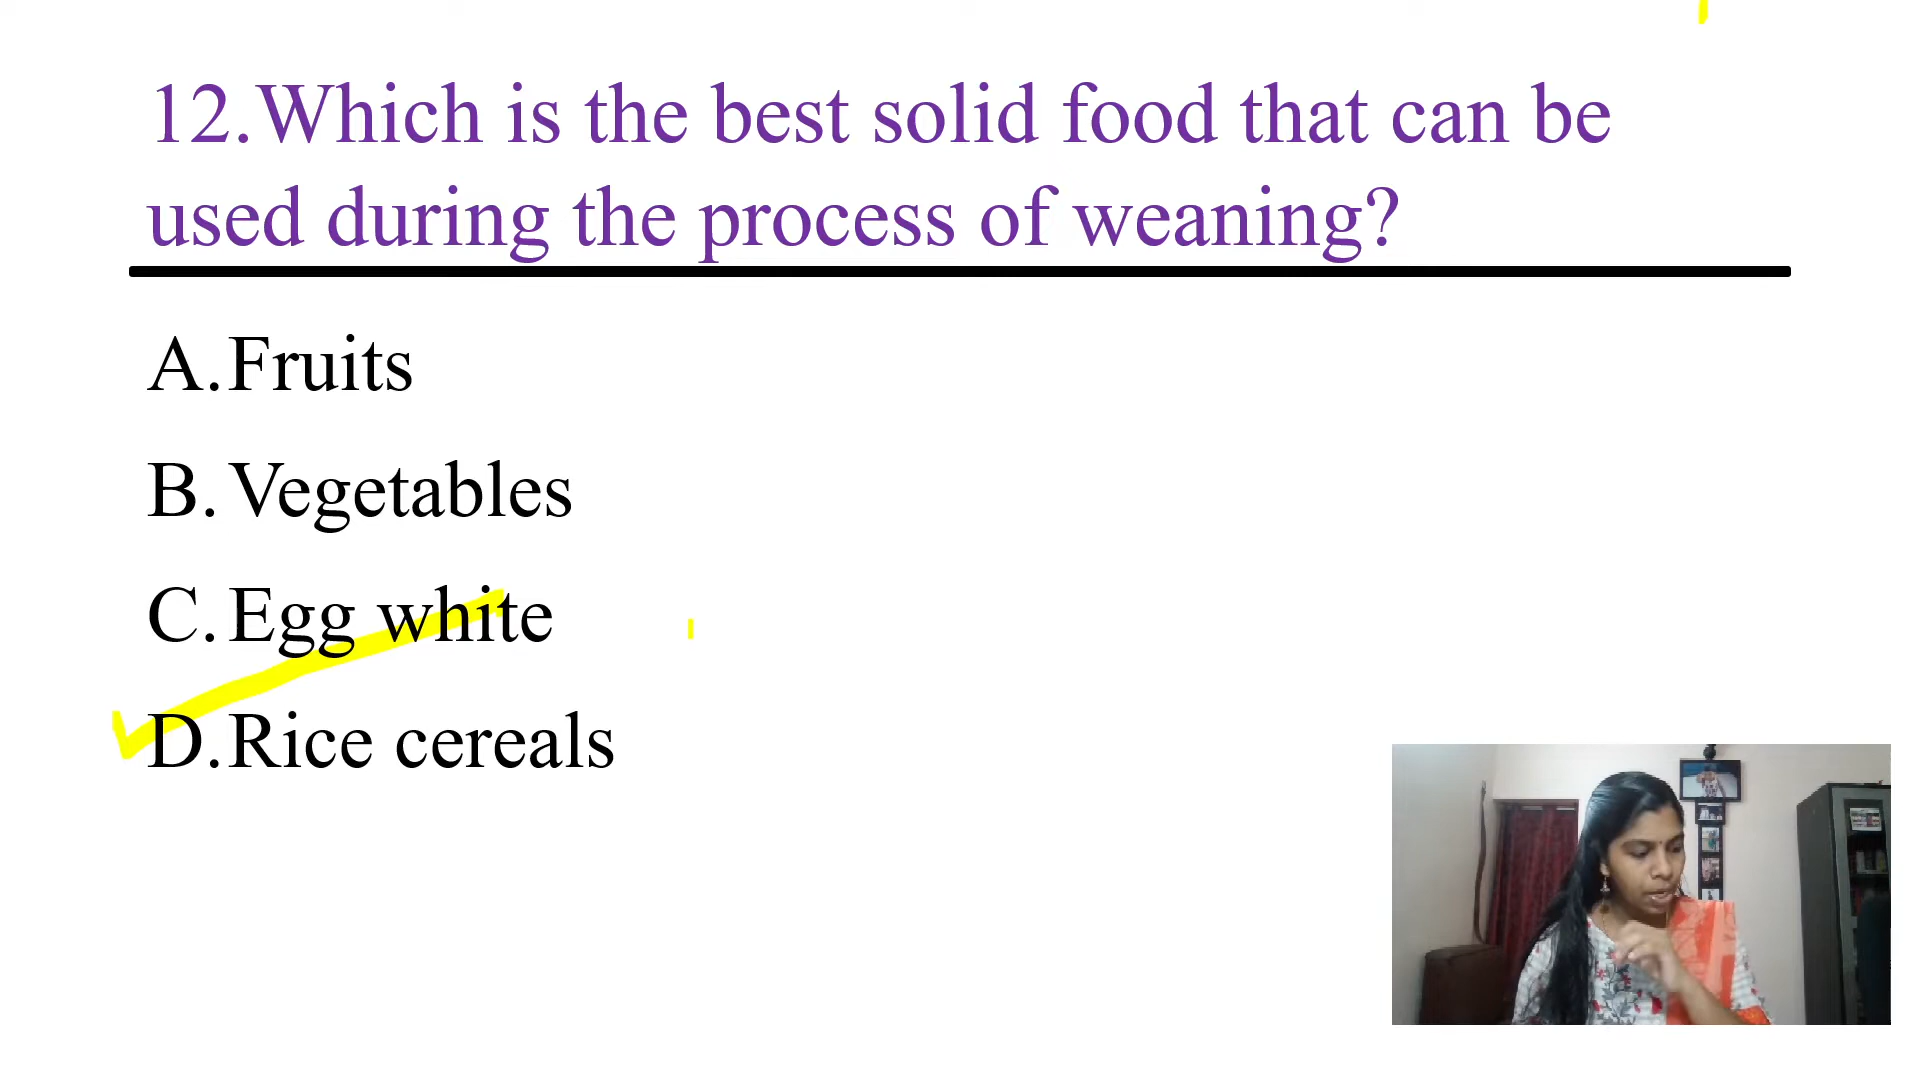 12.Which is the best solid food that can be
used during the process of weaning?
A.Fruits
B.Vegetables
C.Egg white
D.Rice cereals